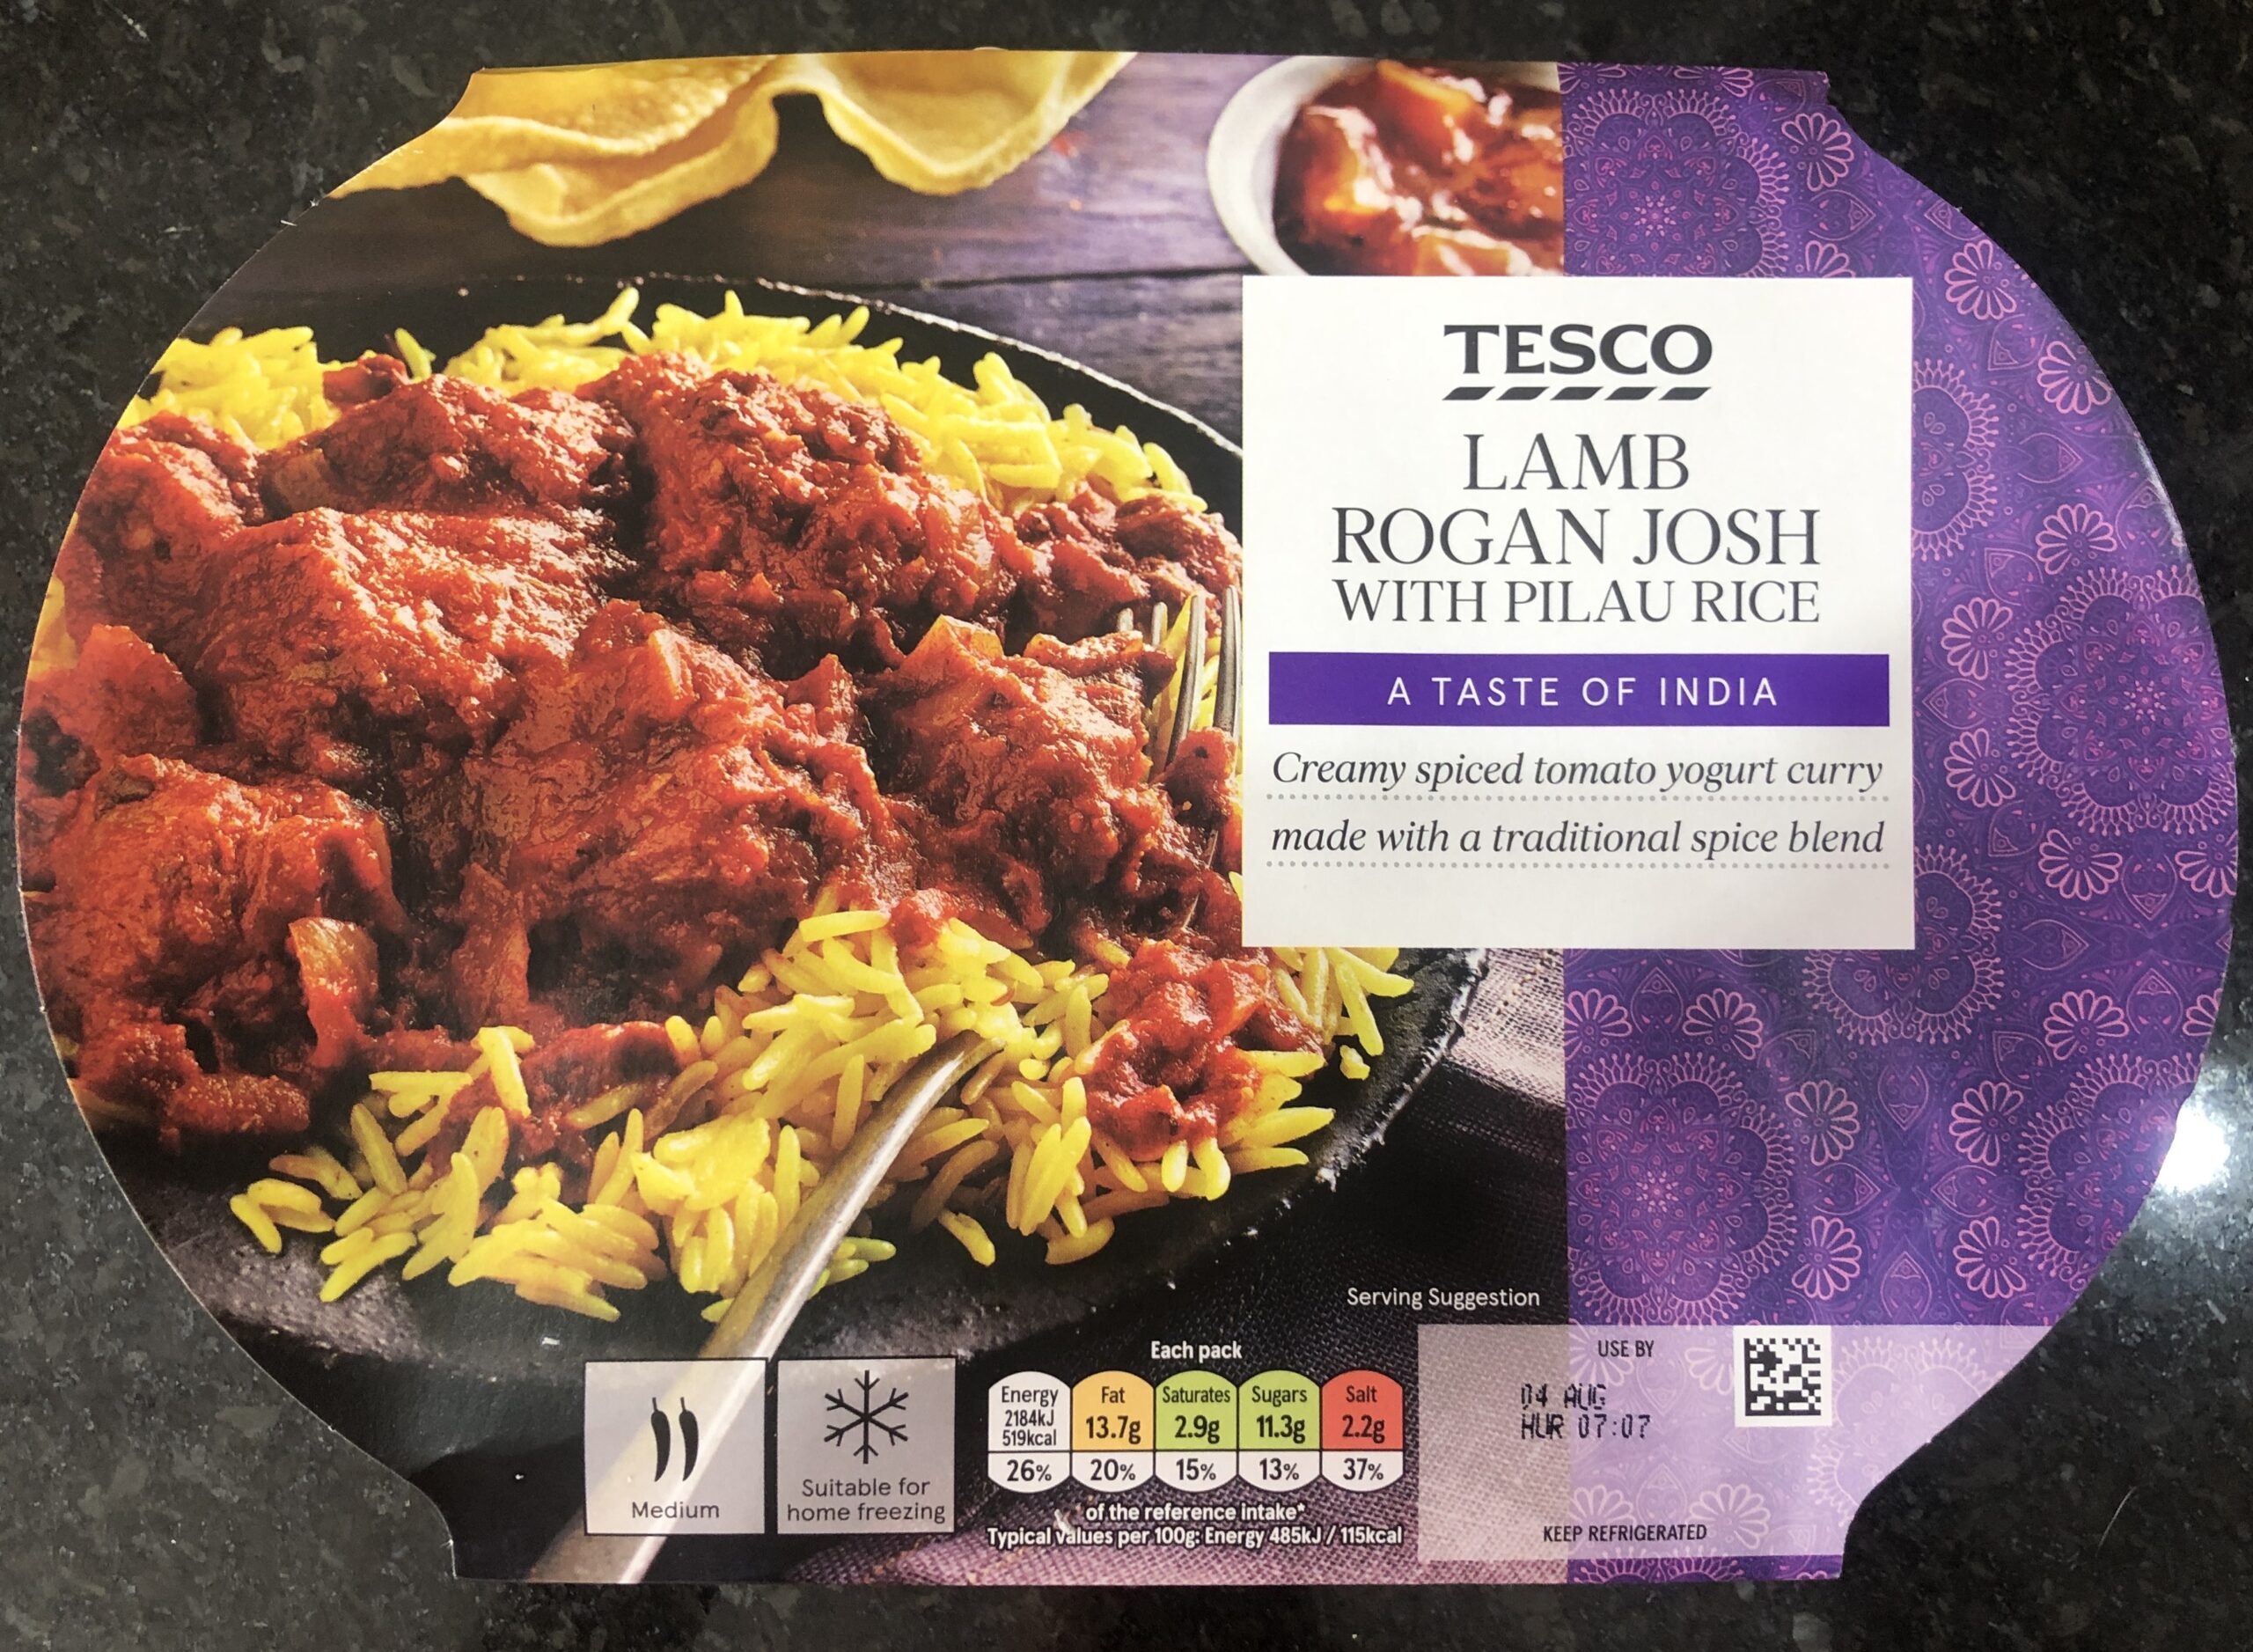 TESCO
LAMB
ROGAN JOSH
WITH PILAU RICE
A TASTE OF INDIA
Creamy spiced tomato yogurt curry
made with a traditional spice blend
Serving Suggestion
Medium
Suitable for
home freezing
Each pack
Energy Fat Saturates Sugars Salt
2184kJ
519kcal 13.7g 2.9g 11.3g 2.2g
26% 20% 15% 13% 37%
of the reference intake*
Typical values per 100g: Energy 485kJ / 115kcal
USE BY
04 AUG
HUR 07:07
KEEP REFRIGERATED